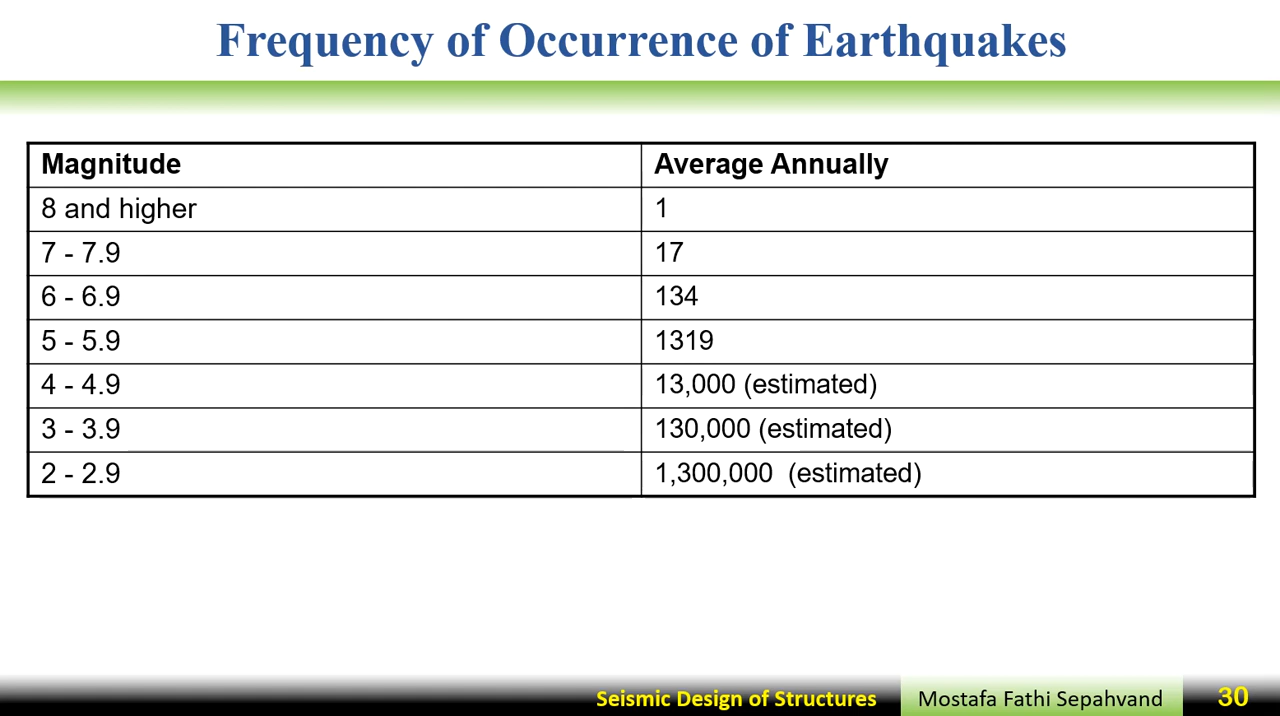 Frequency of Occurrence of Earthquakes
Magnitude Average Annually
8 and higher 1
7 - 7.9 17
6 - 6.9 134
5 - 5.9 1319
4 - 4.9 13,000 (estimated)
3 - 3.9 130,000 (estimated)
2 - 2.9 1,300,000 (estimated)
Seismic Design of Structures Mostafa Fathi Sepahvand 30